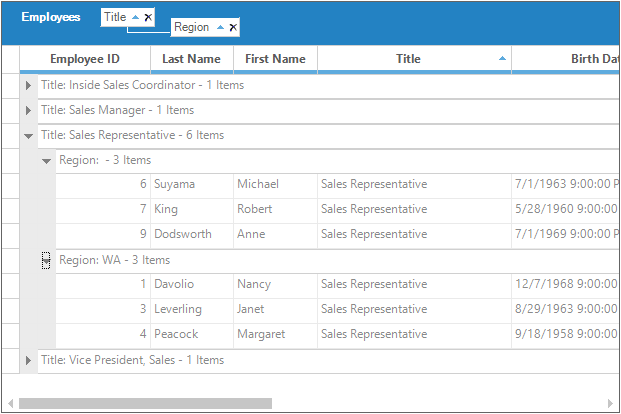 Employees Title
Region
Employee ID Last Name First Name Title Birth Dat
Title: Inside Sales Coordinator - 1 Items
Title: Sales Manager - 1 Items
Title: Sales Representative - 6 Items
Region:  - 3 Items
6 Suyama Michael Sales Representative 7/1/1963 9:00:00 P
7 King Robert Sales Representative 5/28/1960 9:00:00
9 Dodsworth Anne Sales Representative 7/1/1969 9:00:00 P
Region: WA - 3 Items
1 Davolio Nancy Sales Representative 12/7/1968 9:00:00
3 Leverling Janet Sales Representative 8/29/1963 9:00:00
4 Peacock Margaret Sales Representative 9/18/1958 9:00:00
Title: Vice President, Sales - 1 Items